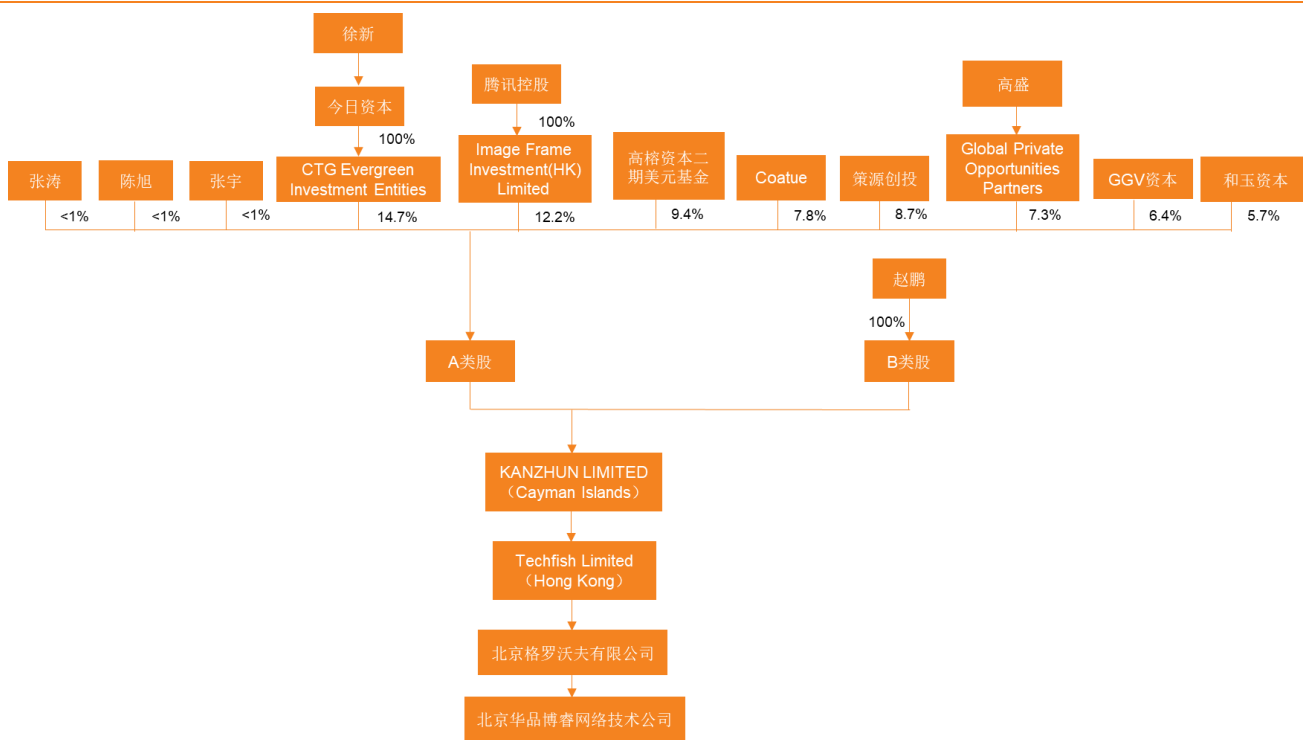 徐新
腾讯控股
高盛
今日资本
100%
100%
张涛
陈旭
张宇
CTG Evergreen
Investment Entities
Image Frame
Investment(HK)
Limited
高榕资本二
期美元基金
Coatue
策源创投
Global Private
Opportunities
Partners
GGV资本
和玉资本
<1%
<1%
<1%
14.7%
12.2%
9.4%
7.8%
8.7%
7.3%
6.4%
5.7%
赵鹏
100%
A类股
B类股
KANZHUN LIMITED
（Cayman Islands）
Techfish Limited
（Hong Kong）
北京格罗沃夫有限公司
北京华品博睿网络技术公司